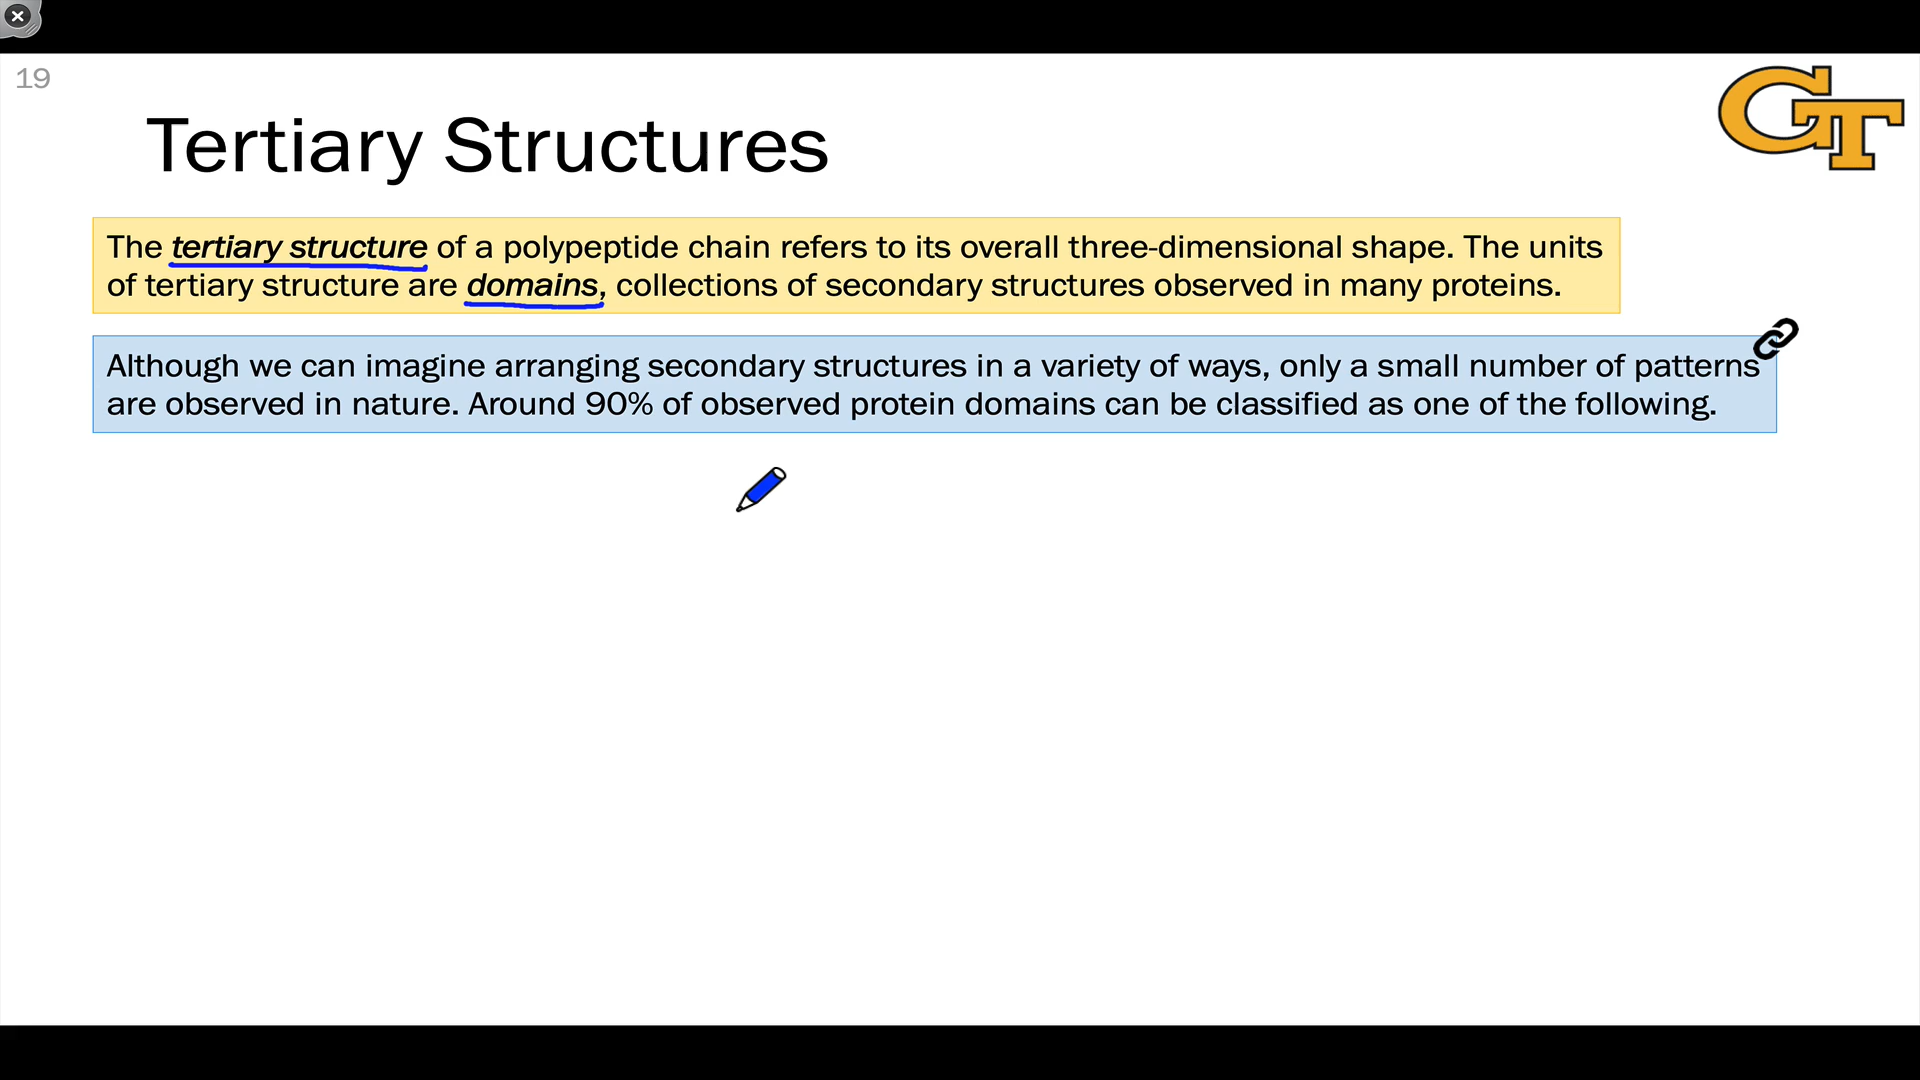 19
GT
Tertiary Structures
The tertiary structure of a polypeptide chain refers to its overall three-dimensional shape. The units
of tertiary structure are domains, collections of secondary structures observed in many proteins.
Although we can imagine arranging secondary structures in a variety of ways, only a small number of patterns
are observed in nature. Around 90% of observed protein domains can be classified as one of the following.